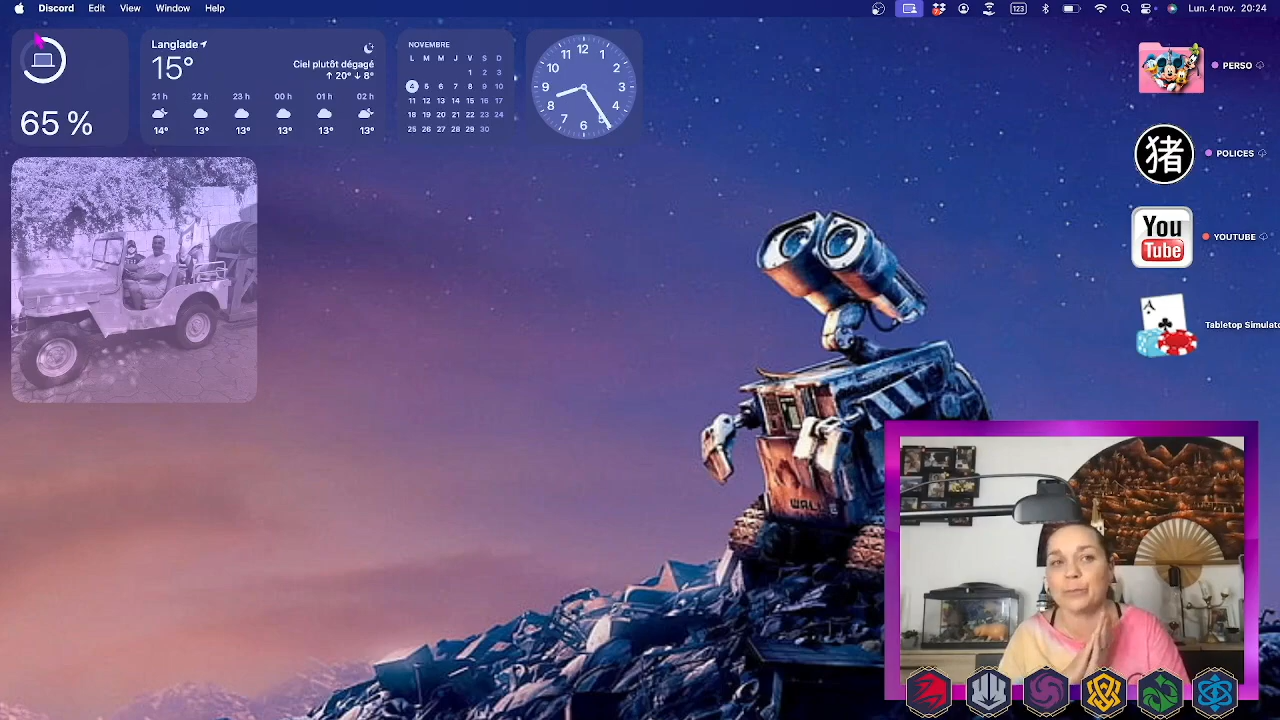 Discord Edit View Window Help
123
Lun. 4 nov. 20:24
65 %
Langlade
15°
Ciel plutôt dégagé
↑ 20° ↓ 8°
21 h 22 h 23 h 00 h 01 h 02 h
14° 13° 13° 13° 13° 13°
NOVEMBRE
L M M J V S D
1 2 3
4 5 6 7 8 9 10
11 12 13 14 15 16 17
18 19 20 21 22 23 24
25 26 27 28 29 30
12 1 2 3 4 5 6 7 8 9 10 11
PERSO
猪
POLICES
You
Tube
YOUTUBE
A
Tabletop Simulato
WALL